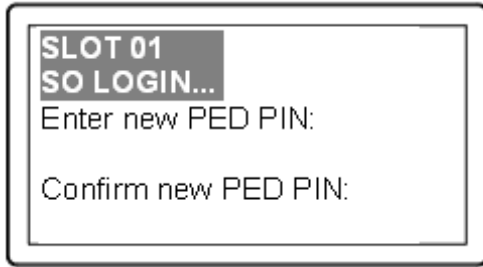 SLOT 01
SO LOGIN...
Enter new PED PIN:
Confirm new PED PIN: